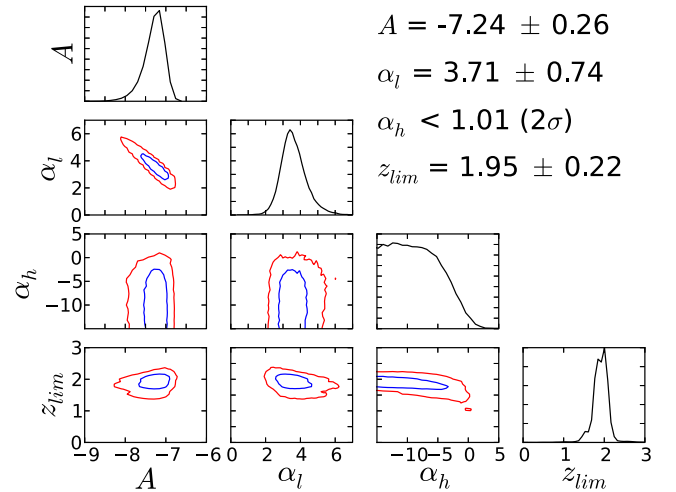 A
A = -7.24 ± 0.26
α_l = 3.71 ± 0.74
α_h < 1.01 (2σ)
z_lim = 1.95 ± 0.22
α_l
6
4
2
0
α_h
5
0
−5
−10
z_lim
3
2
1
0
−9 −8 −7 −6
0 2 4 6
−10 −5 0 5
0 1 2 3
A
α_l
α_h
z_lim